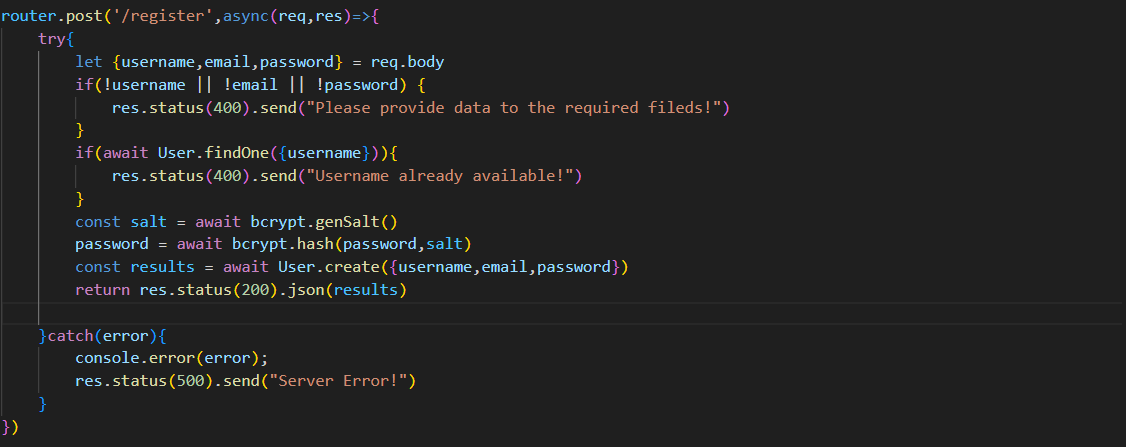 router.post('/register',async(req,res)=>{
try{
let {username,email,password} = req.body
if(!username || !email || !password) {
res.status(400).send("Please provide data to the required fileds!")
}
if(await User.findOne({username})){
res.status(400).send("Username already available!")
}
const salt = await bcrypt.genSalt()
password = await bcrypt.hash(password,salt)
const results = await User.create({username,email,password})
return res.status(200).json(results)
}catch(error){
console.error(error);
res.status(500).send("Server Error!")
}
})